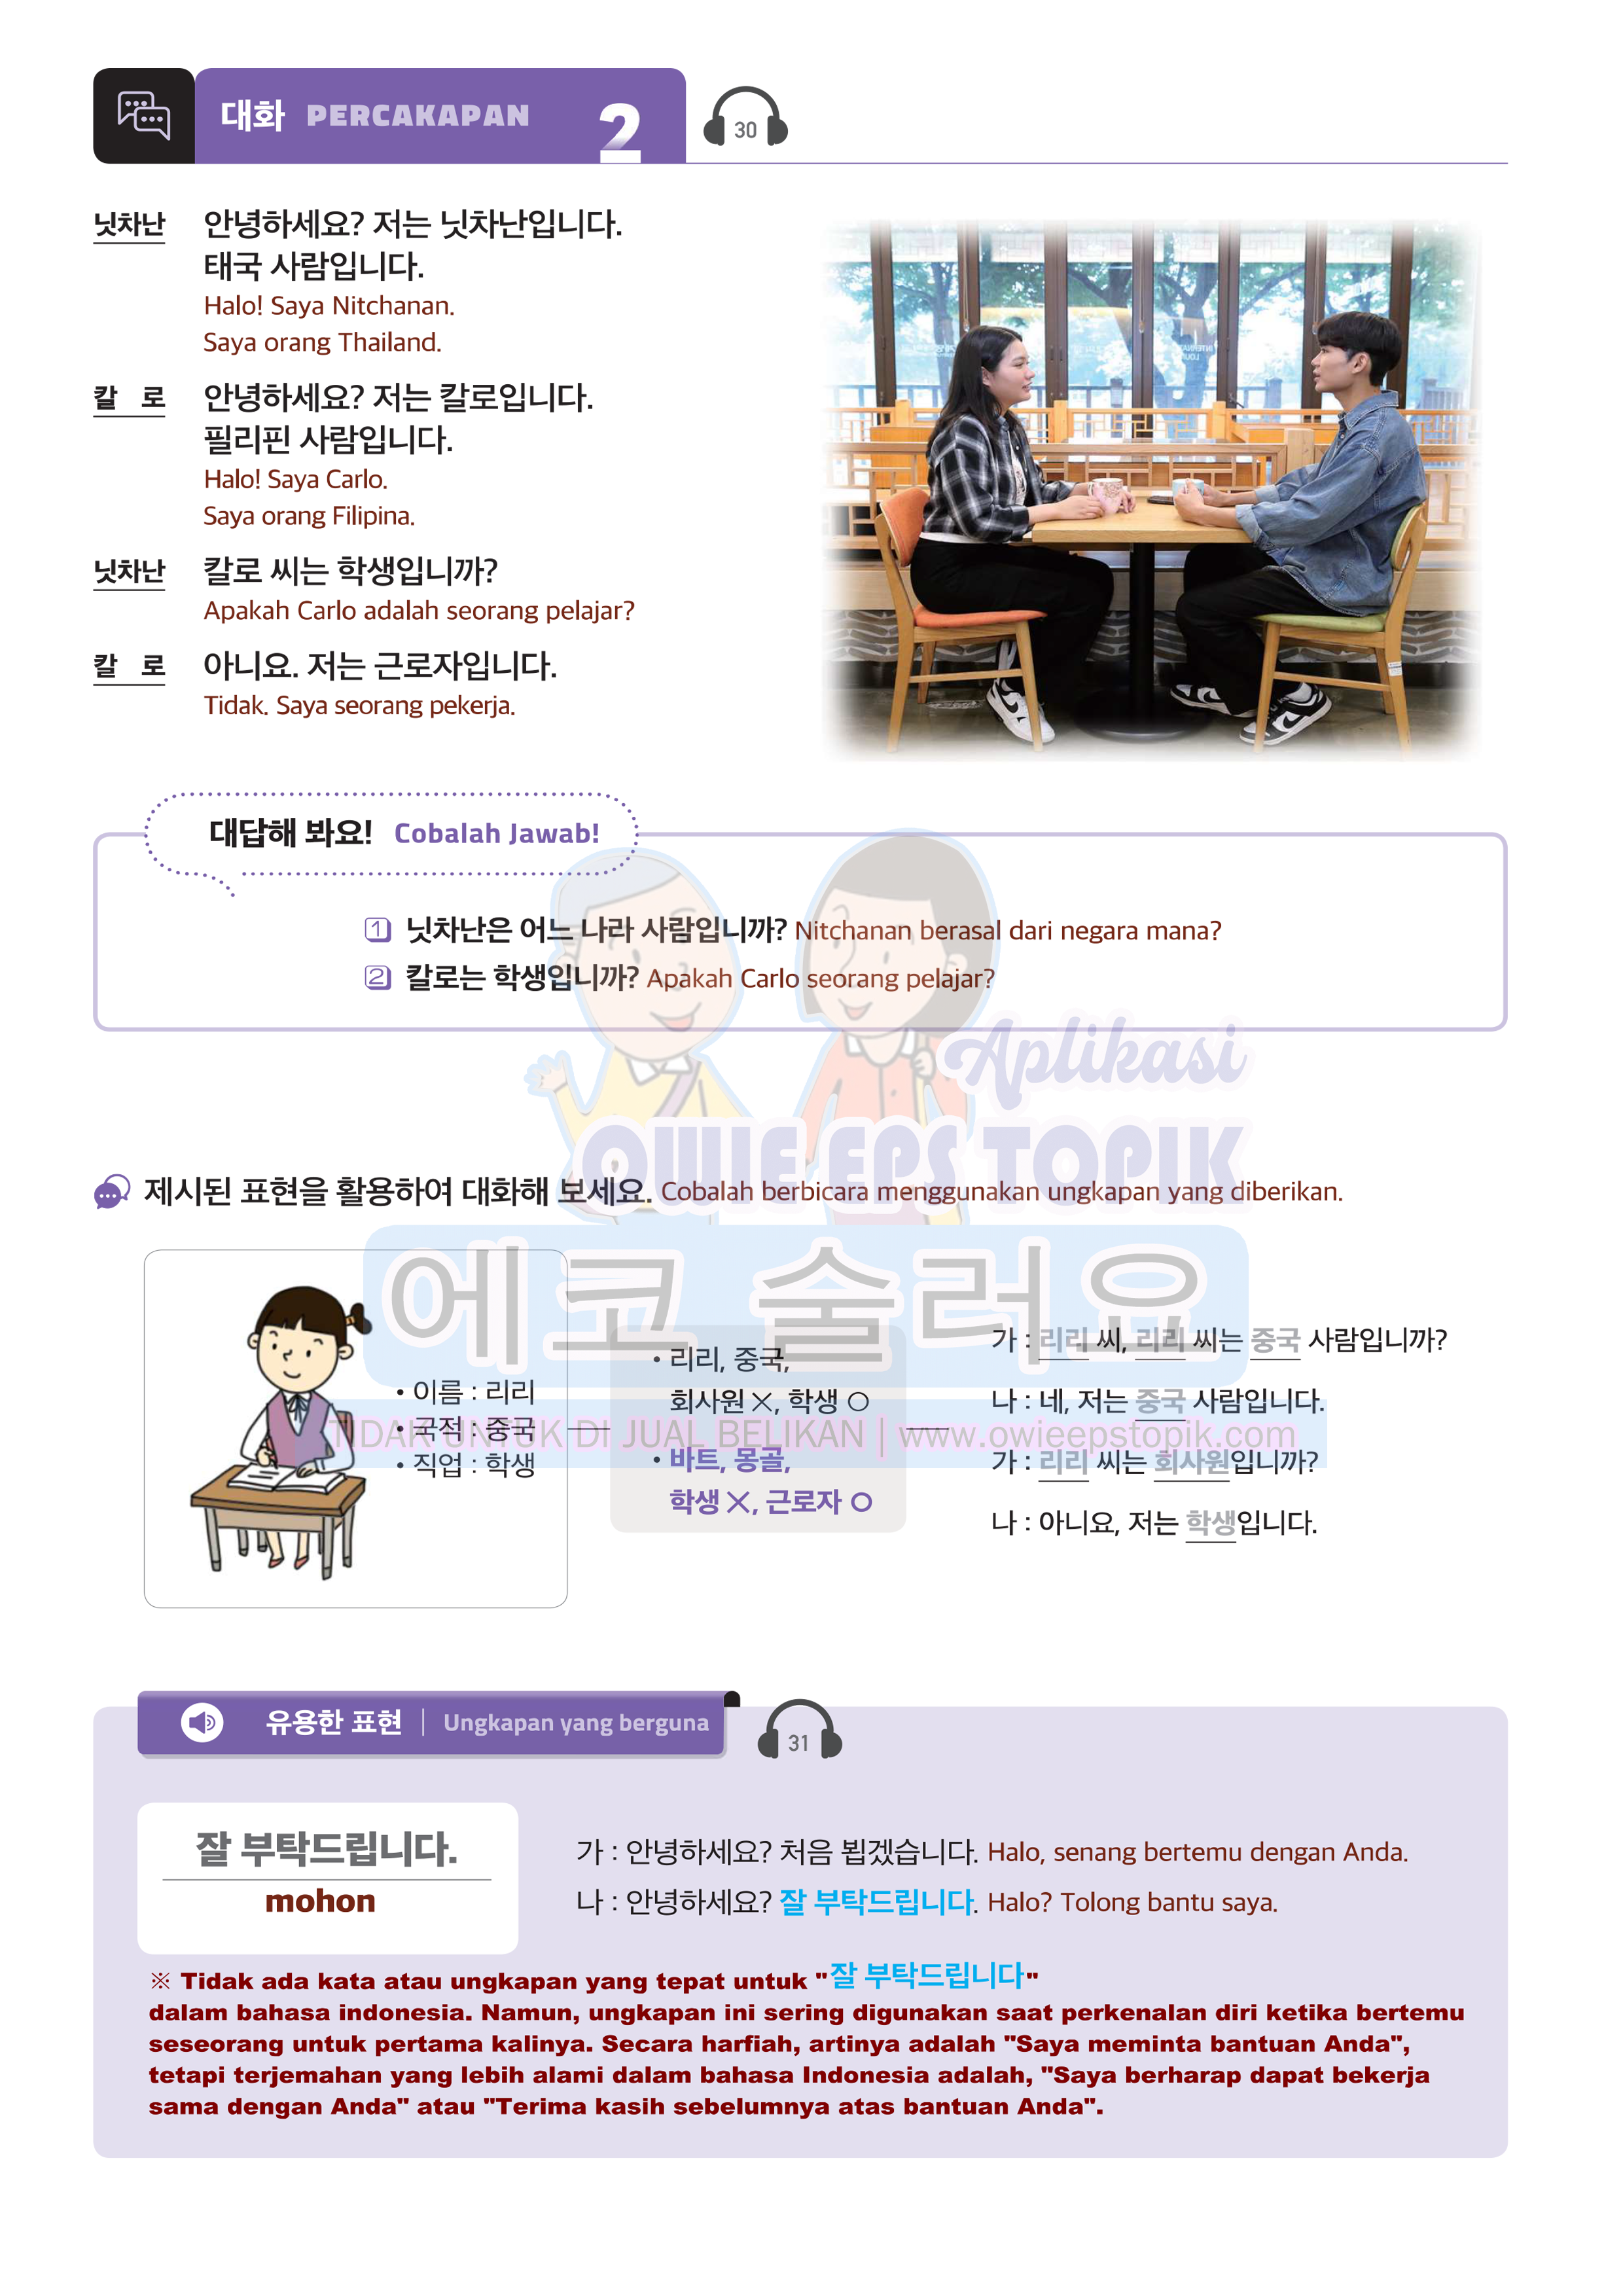 대화 PERCAKAPAN 2
30
닛차난 안녕하세요? 저는 닛차난입니다.
태국 사람입니다.
Halo! Saya Nitchanan.
Saya orang Thailand.
칼 로 안녕하세요? 저는 칼로입니다.
필리핀 사람입니다.
Halo! Saya Carlo.
Saya orang Filipina.
닛차난 칼로 씨는 학생입니까?
Apakah Carlo adalah seorang pelajar?
칼 로 아니요. 저는 근로자입니다.
Tidak. Saya seorang pekerja.
대답해 봐요! Cobalah Jawab!
1 닛차난은 어느 나라 사람입니까? Nitchanan berasal dari negara mana?
2 칼로는 학생입니까? Apakah Carlo seorang pelajar?
Aplikasi
OWIE EPS TOPIK
제시된 표현을 활용하여 대화해 보세요. Cobalah berbicara menggunakan ungkapan yang diberikan.
에코 술러요
• 이름 : 리리
• 국적 : 중국
• 직업 : 학생
• 리리, 중국,
회사원 ✕, 학생 ○
• 바트, 몽골,
학생 ✕, 근로자 ○
가 : 리리 씨, 리리 씨는 중국 사람입니까?
나 : 네, 저는 중국 사람입니다.
TIDAK UNTUK DI JUAL BELIKAN | www.owieepstopik.com
가 : 리리 씨는 회사원입니까?
나 : 아니요, 저는 학생입니다.
유용한 표현 | Ungkapan yang berguna
31
잘 부탁드립니다.
mohon
가 : 안녕하세요? 처음 뵙겠습니다. Halo, senang bertemu dengan Anda.
나 : 안녕하세요? 잘 부탁드립니다. Halo? Tolong bantu saya.
※ Tidak ada kata atau ungkapan yang tepat untuk "잘 부탁드립니다"
dalam bahasa indonesia. Namun, ungkapan ini sering digunakan saat perkenalan diri ketika bertemu
seseorang untuk pertama kalinya. Secara harfiah, artinya adalah "Saya meminta bantuan Anda",
tetapi terjemahan yang lebih alami dalam bahasa Indonesia adalah, "Saya berharap dapat bekerja
sama dengan Anda" atau "Terima kasih sebelumnya atas bantuan Anda".